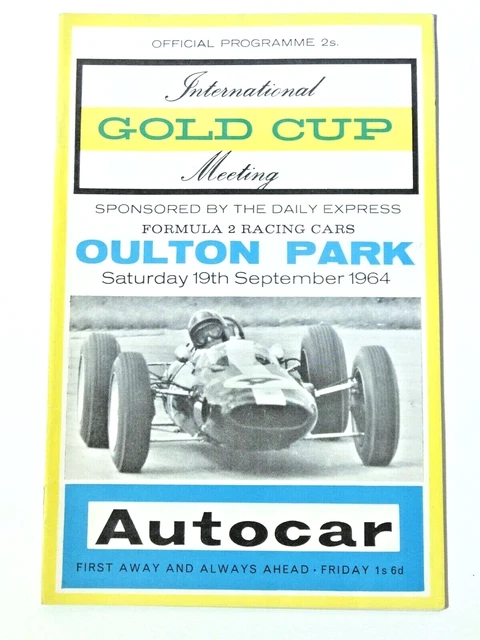 OFFICIAL PROGRAMME 2s.
International
GOLD CUP
Meeting
SPONSORED BY THE DAILY EXPRESS
FORMULA 2 RACING CARS
OULTON PARK
Saturday 19th September 1964
Autocar
FIRST AWAY AND ALWAYS AHEAD · FRIDAY 1s 6d